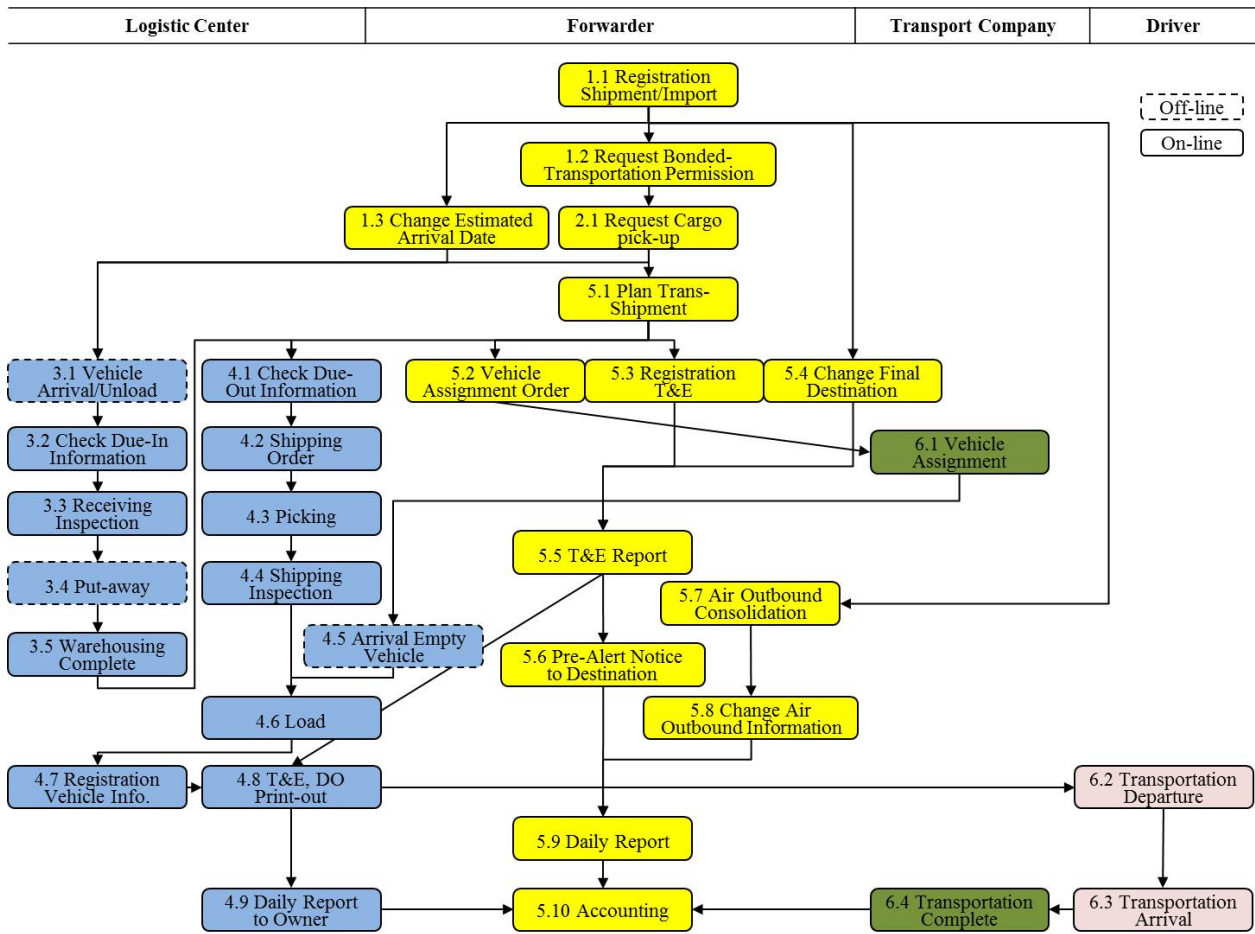 Logistic Center
Forwarder
Transport Company
Driver
1.1 Registration
Shipment/Import
Off-line
On-line
1.2 Request Bonded-
Transportation Permission
1.3 Change Estimated
Arrival Date
2.1 Request Cargo
pick-up
5.1 Plan Trans-
Shipment
3.1 Vehicle
Arrival/Unload
4.1 Check Due-
Out Information
5.2 Vehicle
Assignment Order
5.3 Registration
T&E
5.4 Change Final
Destination
3.2 Check Due-In
Information
4.2 Shipping
Order
6.1 Vehicle
Assignment
3.3 Receiving
Inspection
4.3 Picking
5.5 T&E Report
3.4 Put-away
4.4 Shipping
Inspection
5.7 Air Outbound
Consolidation
3.5 Warehousing
Complete
4.5 Arrival Empty
Vehicle
5.6 Pre-Alert Notice
to Destination
4.6 Load
5.8 Change Air
Outbound Information
4.7 Registration
Vehicle Info.
4.8 T&E, DO
Print-out
6.2 Transportation
Departure
5.9 Daily Report
4.9 Daily Report
to Owner
5.10 Accounting
6.4 Transportation
Complete
6.3 Transportation
Arrival